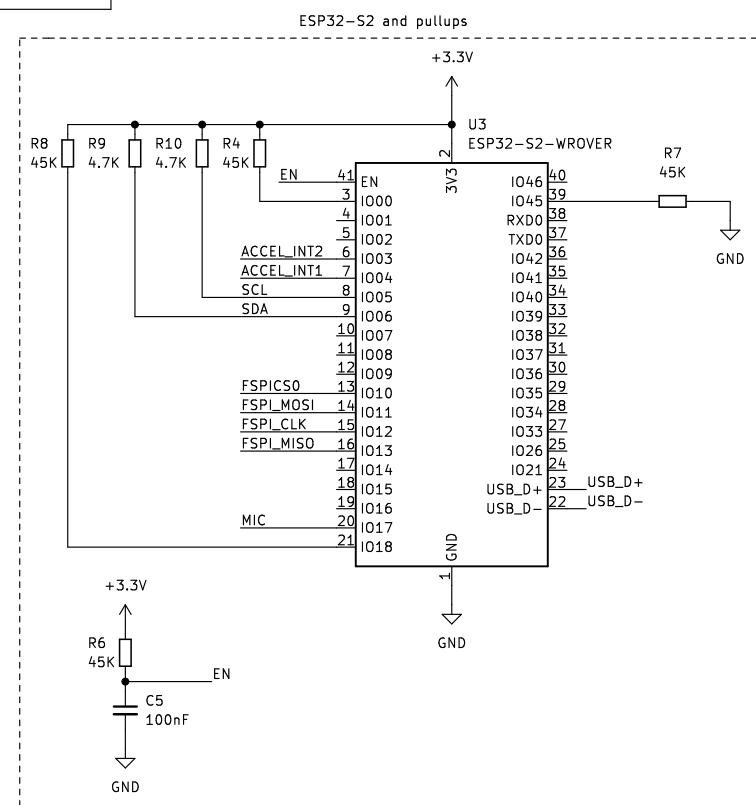 ESP32-S2 and pullups
+3.3V
U3
ESP32-S2-WROVER
R8
45K
R9
4.7K
R10
4.7K
R4
45K
R7
45K
GND
2
3V3
EN 41 EN
3 IO00
4 IO01
5 IO02
ACCEL_INT2 6 IO03
ACCEL_INT1 7 IO04
SCL 8 IO05
SDA 9 IO06
10 IO07
11 IO08
12 IO09
FSPICS0 13 IO10
FSPI_MOSI 14 IO11
FSPI_CLK 15 IO12
FSPI_MISO 16 IO13
17 IO14
18 IO15
19 IO16
MIC 20 IO17
21 IO18
IO46 40
IO45 39
RXD0 38
TXD0 37
IO42 36
IO41 35
IO40 34
IO39 33
IO38 32
IO37 31
IO36 30
IO35 29
IO34 28
IO33 27
IO26 25
IO21 24
USB_D+ 23 USB_D+
USB_D- 22 USB_D-
GND
1
GND
+3.3V
R6
45K
EN
C5
100nF
GND